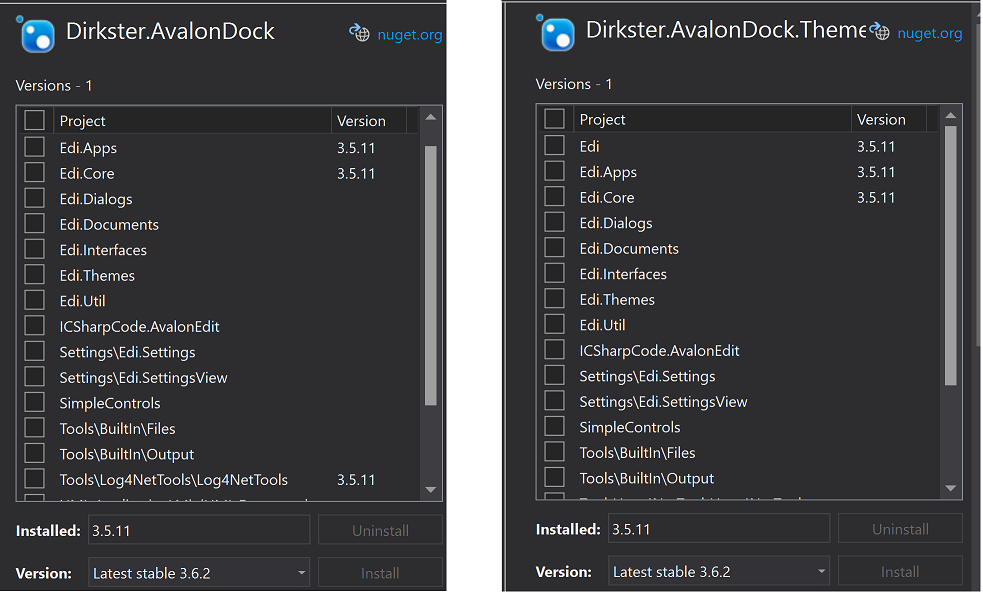 Dirkster.AvalonDock
nuget.org
Versions - 1
Project Version
Edi.Apps 3.5.11
Edi.Core 3.5.11
Edi.Dialogs
Edi.Documents
Edi.Interfaces
Edi.Themes
Edi.Util
ICSharpCode.AvalonEdit
Settings\Edi.Settings
Settings\Edi.SettingsView
SimpleControls
Tools\BuiltIn\Files
Tools\BuiltIn\Output
Tools\Log4NetTools\Log4NetTools 3.5.11
Installed: 3.5.11 Uninstall
Version: Latest stable 3.6.2 Install
Dirkster.AvalonDock.Theme
nuget.org
Versions - 1
Project Version
Edi 3.5.11
Edi.Apps 3.5.11
Edi.Core 3.5.11
Edi.Dialogs
Edi.Documents
Edi.Interfaces
Edi.Themes
Edi.Util
ICSharpCode.AvalonEdit
Settings\Edi.Settings
Settings\Edi.SettingsView
SimpleControls
Tools\BuiltIn\Files
Tools\BuiltIn\Output
Installed: 3.5.11 Uninstall
Version: Latest stable 3.6.2 Install